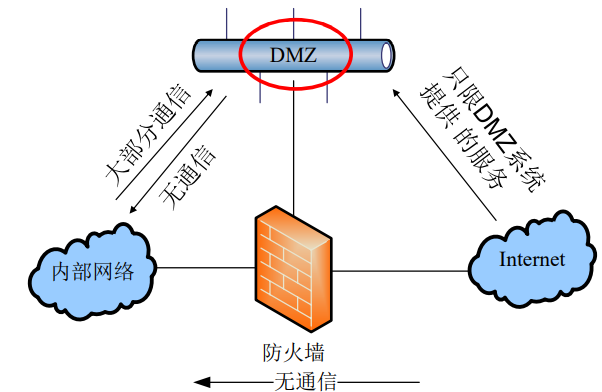 DMZ
大部分通信
无通信
只限DMZ系统
提供 的服务
内部网络
Internet
防火墙
无通信